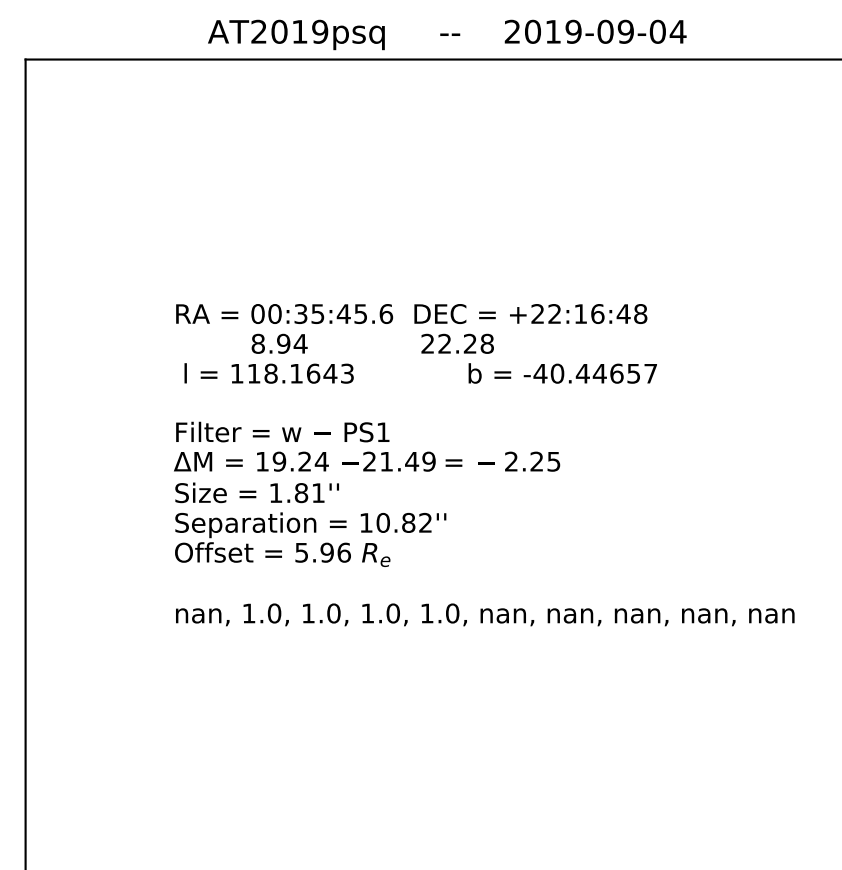 AT2019psq -- 2019-09-04
RA = 00:35:45.6 DEC = +22:16:48
8.94 22.28
l = 118.1643 b = -40.44657
Filter = w − PS1
ΔM = 19.24 −21.49 = − 2.25
Size = 1.81''
Separation = 10.82''
Offset = 5.96 Re
nan, 1.0, 1.0, 1.0, 1.0, nan, nan, nan, nan, nan